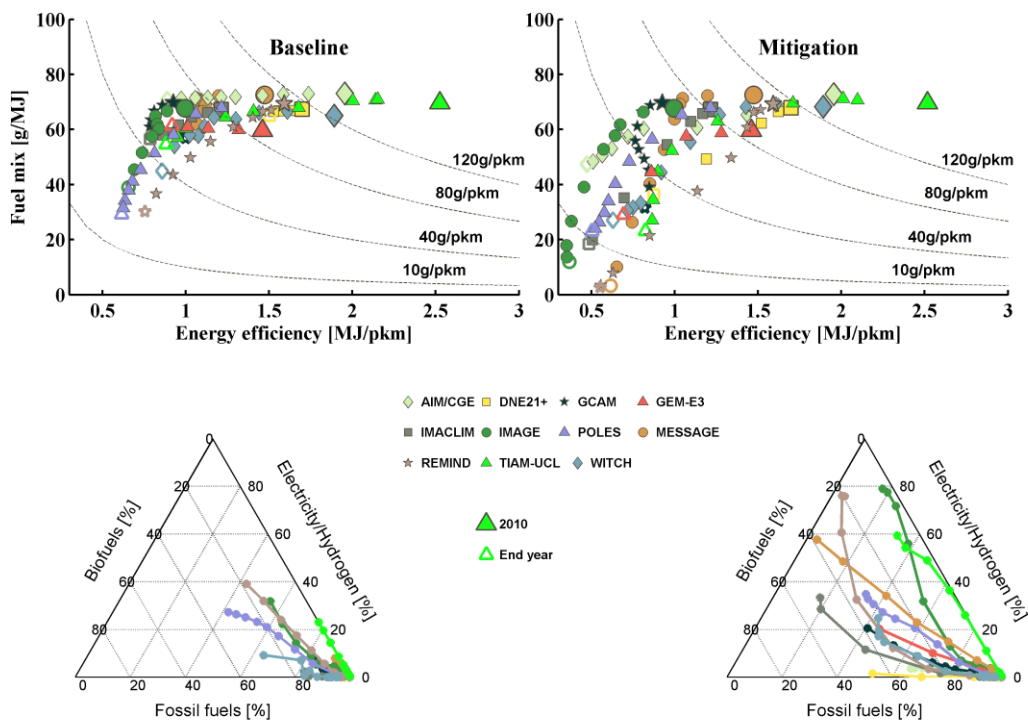 Baseline
Fuel mix [g/MJ]
100
80
60
40
20
0
120g/pkm
80g/pkm
40g/pkm
10g/pkm
0.5 1 1.5 2 2.5 3
Energy efficiency [MJ/pkm]
Mitigation
100
80
60
40
20
0
120g/pkm
80g/pkm
40g/pkm
10g/pkm
0.5 1 1.5 2 2.5 3
Energy efficiency [MJ/pkm]
AIM/CGE DNE21+ GCAM GEM-E3
IMACLIM IMAGE POLES MESSAGE
REMIND TIAM-UCL WITCH
2010
End year
0
20 80
40 60
60 40
80 20
0
0 20 40 60 80
Biofuels [%]
Electricity/Hydrogen [%]
Fossil fuels [%]
0
20 80
40 60
60 40
80 20
0
0 20 40 60 80
Biofuels [%]
Electricity/Hydrogen [%]
Fossil fuels [%]